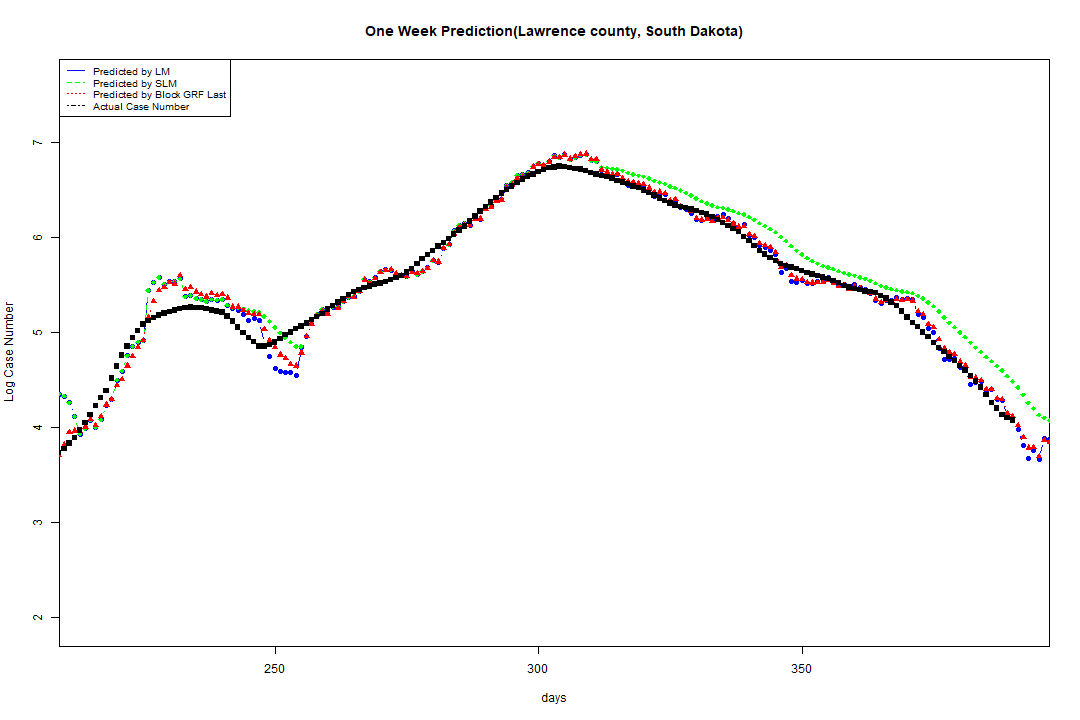 One Week Prediction(Lawrence county, South Dakota)
Predicted by LM
Predicted by SLM
Predicted by Block GRF Last
Actual Case Number
7
6
5
4
3
2
Log Case Number
250 300 350
days